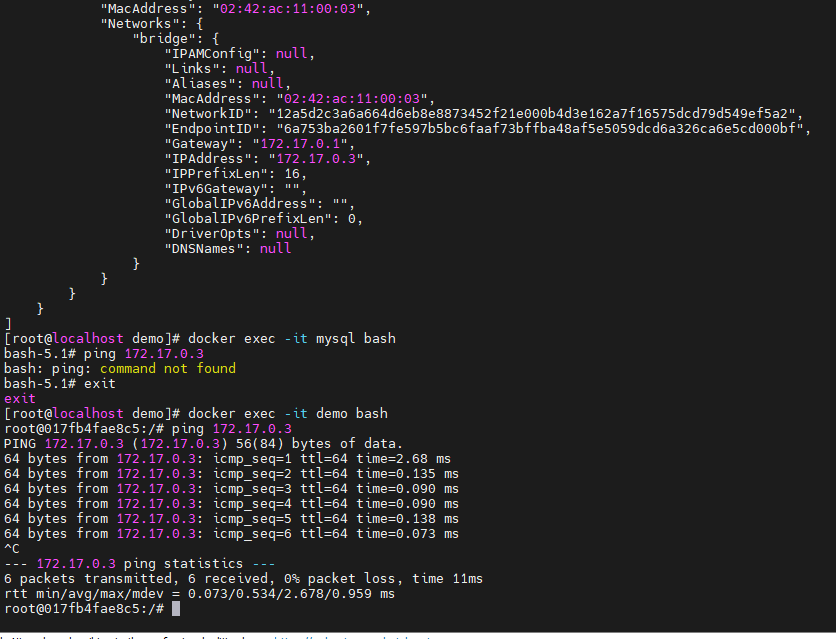 "MacAddress": "02:42:ac:11:00:03",
"Networks": {
"bridge": {
"IPAMConfig": null,
"Links": null,
"Aliases": null,
"MacAddress": "02:42:ac:11:00:03",
"NetworkID": "12a5d2c3a6a664d6eb8e8873452f21e000b4d3e162a7f16575dcd79d549ef5a2",
"EndpointID": "6a753ba2601f7fe597b5bc6faaf73bffba48af5e5059dcd6a326ca6e5cd000bf",
"Gateway": "172.17.0.1",
"IPAddress": "172.17.0.3",
"IPPrefixLen": 16,
"IPv6Gateway": "",
"GlobalIPv6Address": "",
"GlobalIPv6PrefixLen": 0,
"DriverOpts": null,
"DNSNames": null
}
}
}
}
]
[root@localhost demo]# docker exec -it mysql bash
bash-5.1# ping 172.17.0.3
bash: ping: command not found
bash-5.1# exit
exit
[root@localhost demo]# docker exec -it demo bash
root@017fb4fae8c5:/# ping 172.17.0.3
PING 172.17.0.3 (172.17.0.3) 56(84) bytes of data.
64 bytes from 172.17.0.3: icmp_seq=1 ttl=64 time=2.68 ms
64 bytes from 172.17.0.3: icmp_seq=2 ttl=64 time=0.135 ms
64 bytes from 172.17.0.3: icmp_seq=3 ttl=64 time=0.090 ms
64 bytes from 172.17.0.3: icmp_seq=4 ttl=64 time=0.090 ms
64 bytes from 172.17.0.3: icmp_seq=5 ttl=64 time=0.138 ms
64 bytes from 172.17.0.3: icmp_seq=6 ttl=64 time=0.073 ms
^C
--- 172.17.0.3 ping statistics ---
6 packets transmitted, 6 received, 0% packet loss, time 11ms
rtt min/avg/max/mdev = 0.073/0.534/2.678/0.959 ms
root@017fb4fae8c5:/#